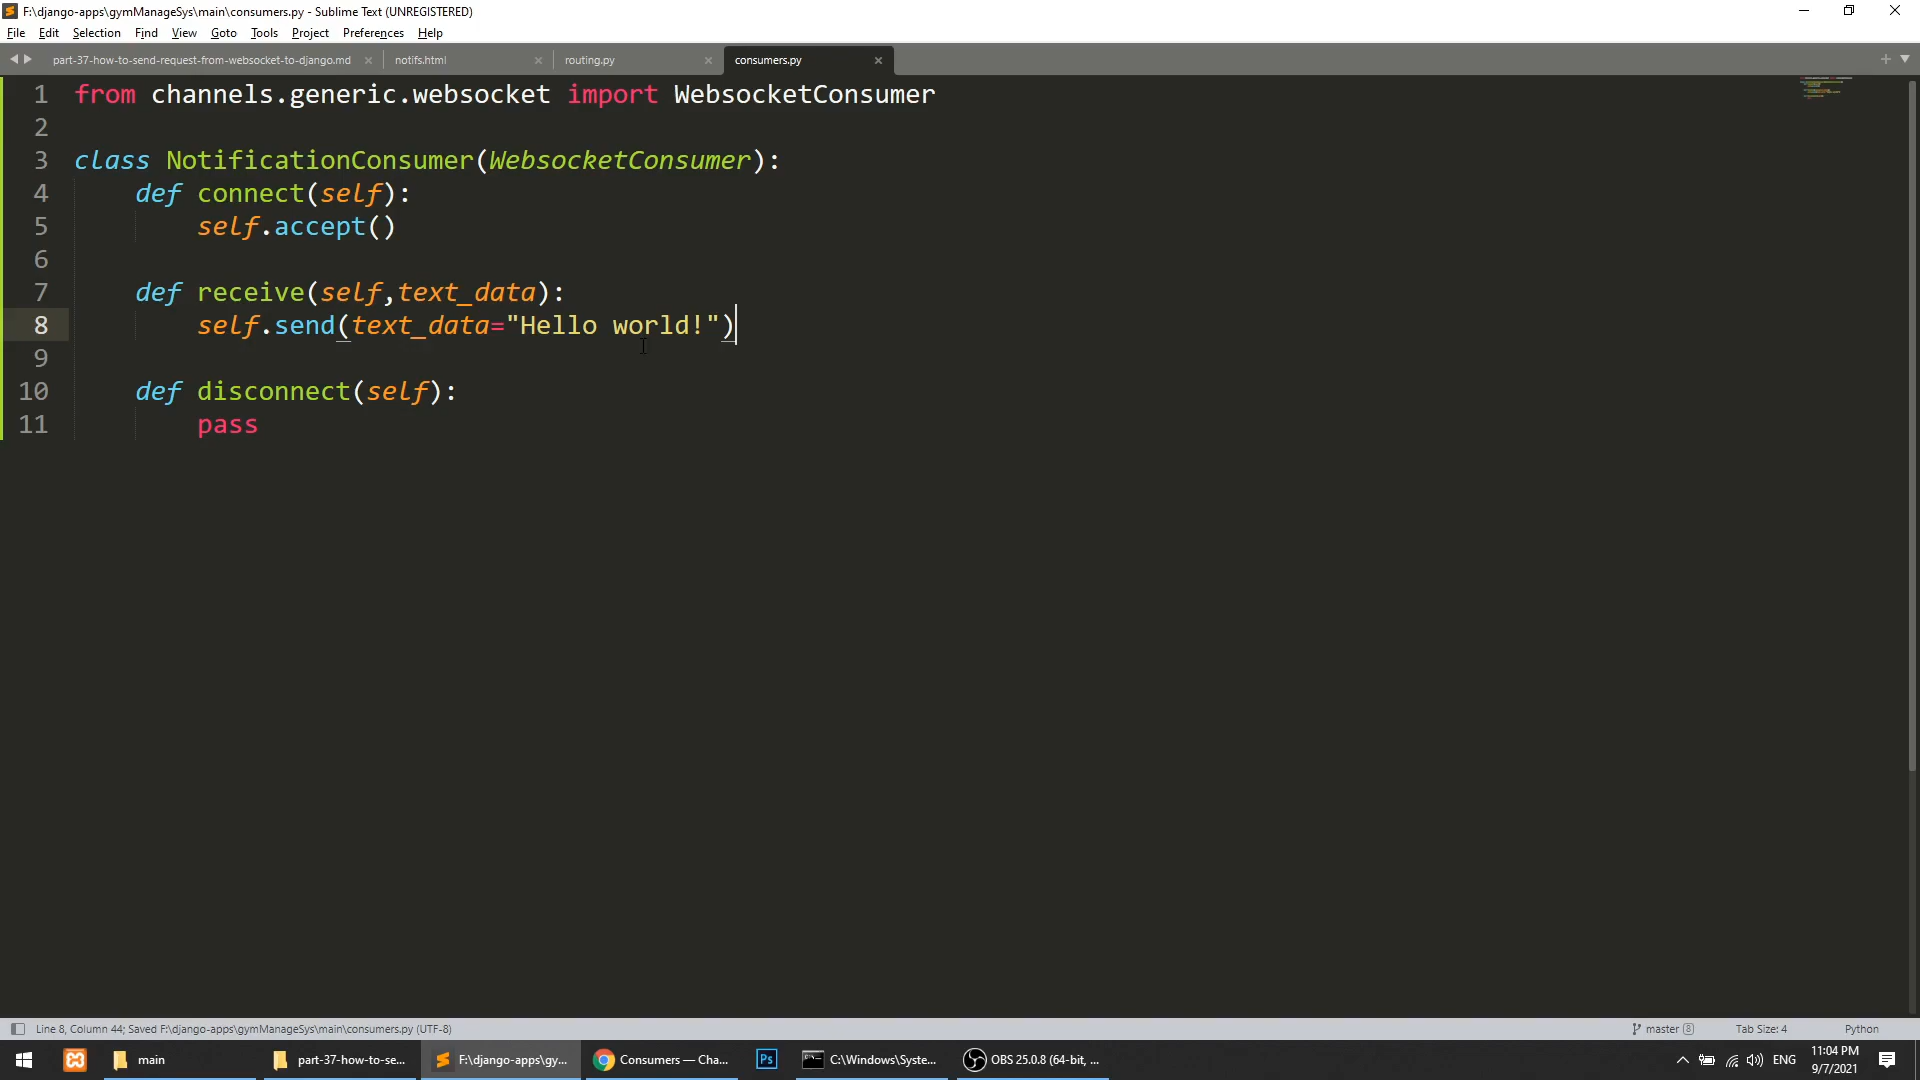 F:\django-apps\gymManageSys\main\consumers.py - Sublime Text (UNREGISTERED)
File Edit Selection Find View Goto Tools Project Preferences Help
part-37-how-to-send-request-from-websocket-to-django.md notifs.html routing.py consumers.py
1 from channels.generic.websocket import WebsocketConsumer
2
3 class NotificationConsumer(WebsocketConsumer):
4     def connect(self):
5         self.accept()
6
7     def receive(self,text_data):
8         self.send(text_data="Hello world!")
9
10     def disconnect(self):
11         pass
Line 8, Column 44; Saved F:\django-apps\gymManageSys\main\consumers.py (UTF-8) master 8 Tab Size: 4 Python
main part-37-how-to-se... F:\django-apps\gy... Consumers — Cha... Ps C:\Windows\Syste... OBS 25.0.8 (64-bit, ... ENG 11:04 PM
9/7/2021